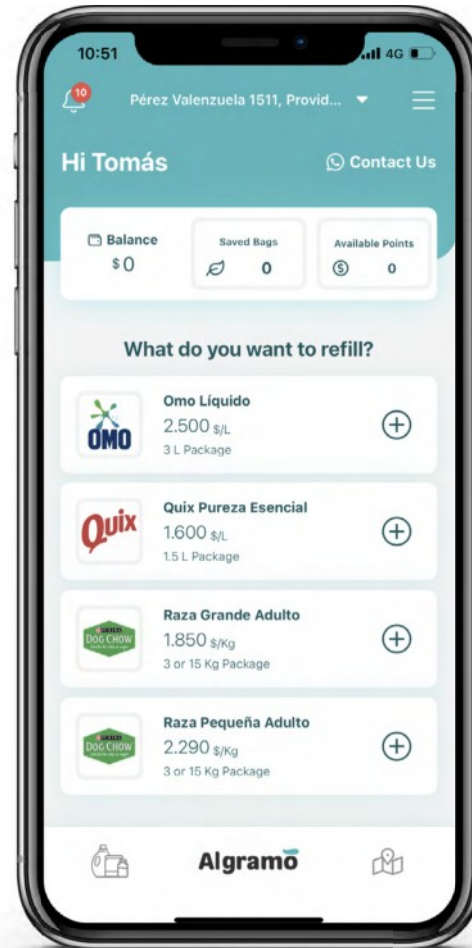 10:51
4G
10
Pérez Valenzuela 1511, Provid...
Hi Tomás
Contact Us
Balance
$ 0
Saved Bags
0
Available Points
0
What do you want to refill?
OMO
Omo Líquido
2.500 $/L
3 L Package
Quix
Quix Pureza Esencial
1.600 $/L
1.5 L Package
PURINA
DOG CHOW
Raza Grande Adulto
1.850 $/Kg
3 or 15 Kg Package
PURINA
DOG CHOW
Raza Pequeña Adulto
2.290 $/Kg
3 or 15 Kg Package
Algramo